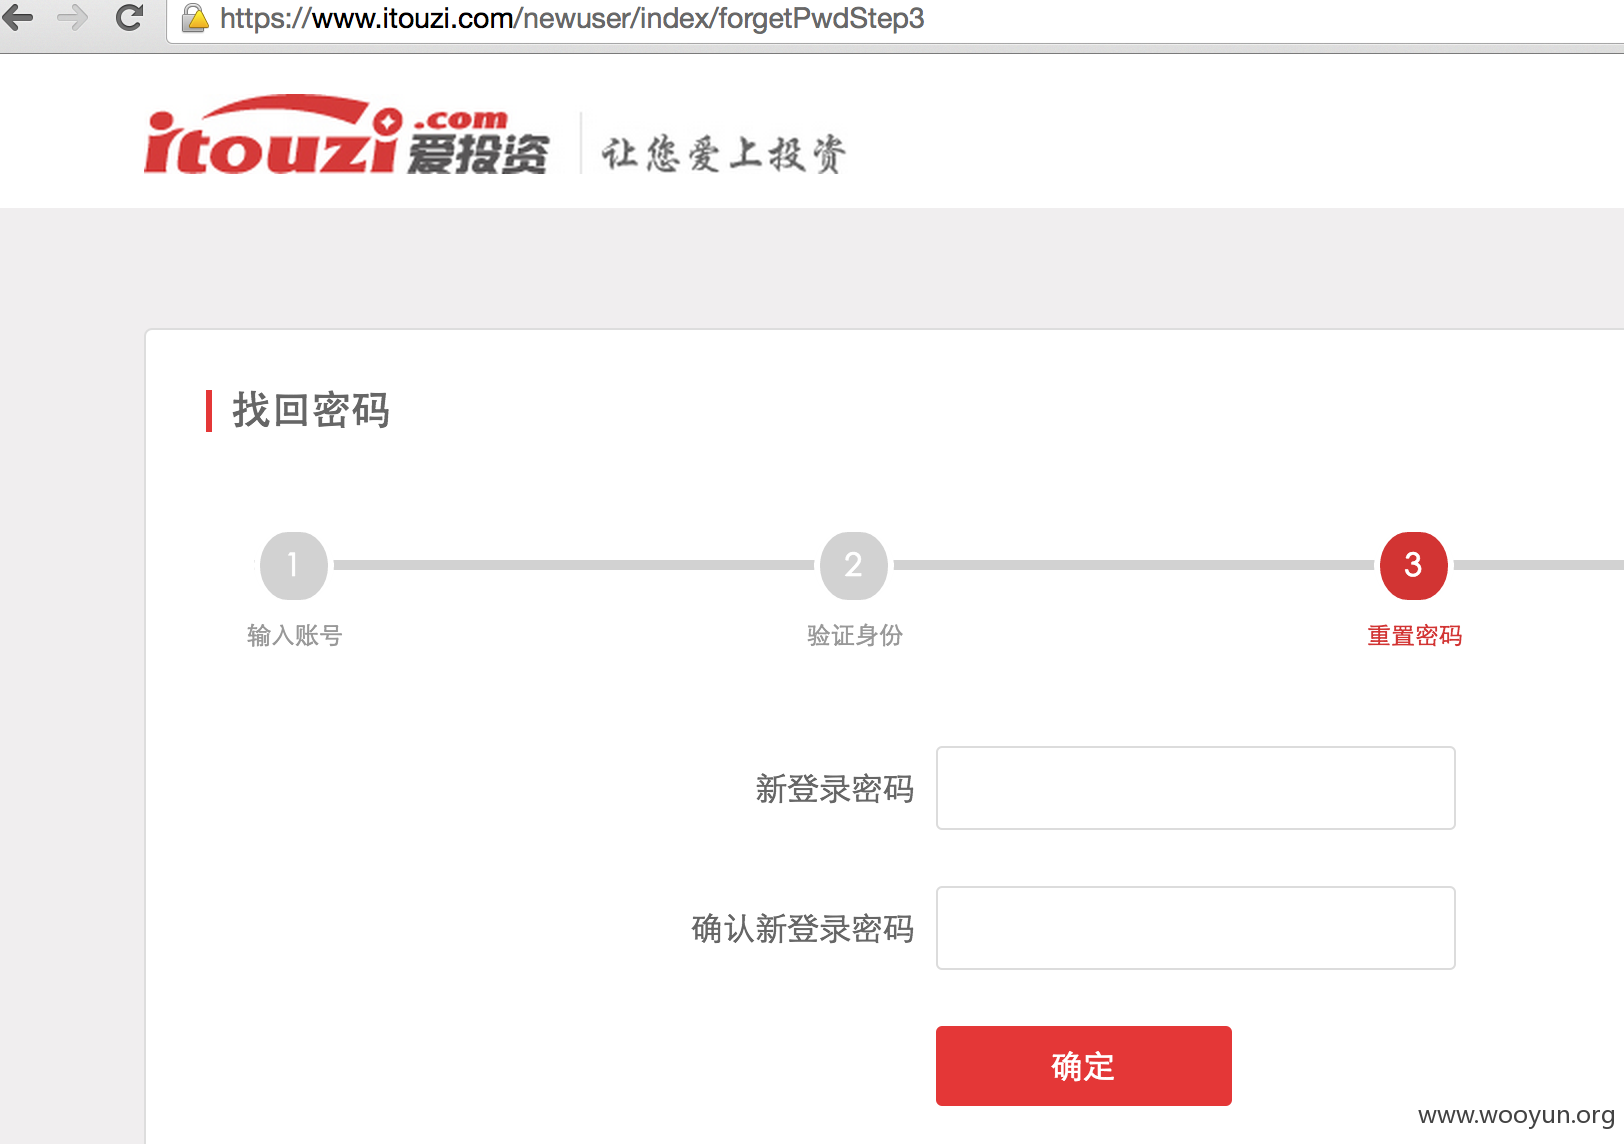 https://www.itouzi.com/newuser/index/forgetPwdStep3
itouzi.com 爱投资 让您爱上投资
找回密码
1 2 3
输入账号 验证身份 重置密码
新登录密码
确认新登录密码
确定
www.wooyun.org